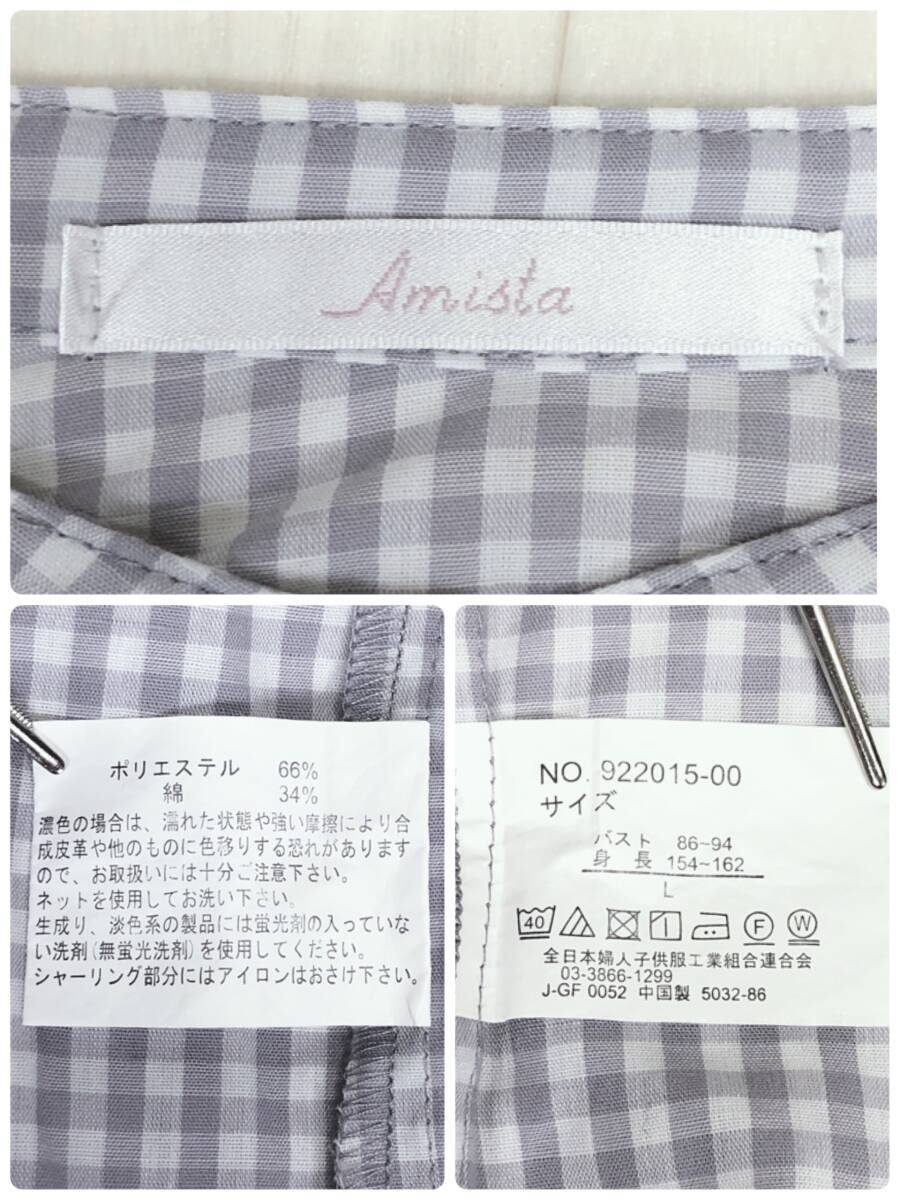 Amista
ポリエステル 66%
綿 34%
濃色の場合は、濡れた状態や強い摩擦により合
成皮革や他のものに色移りする恐れがあります
ので、お取扱いには十分ご注意下さい。
ネットを使用してお洗い下さい。
生成り、淡色系の製品には蛍光剤の入っていな
い洗剤(無蛍光洗剤)を使用してください。
シャーリング部分にはアイロンはおさけ下さい。
NO. 922015-00
サイズ
バスト 86~94
身長 154~162
L
40 F W
全日本婦人子供服工業組合連合会
03-3866-1299
J-GF 0052 中国製 5032-86